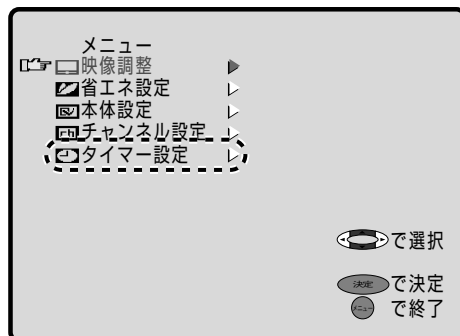 メニュー
映像調整
省エネ設定
本体設定
チャンネル設定
タイマー設定
で選択
決定 で決定
メニュー で終了